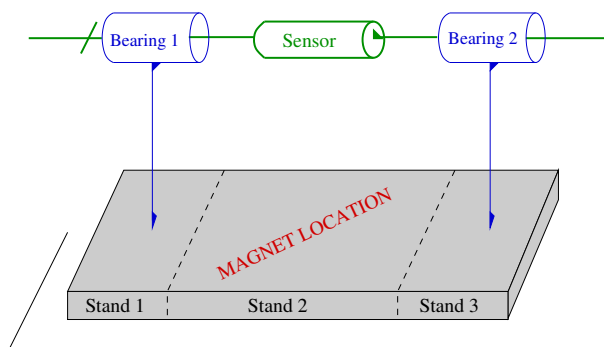 Bearing 1
Sensor
Bearing 2
MAGNET LOCATION
Stand 1
Stand 2
Stand 3